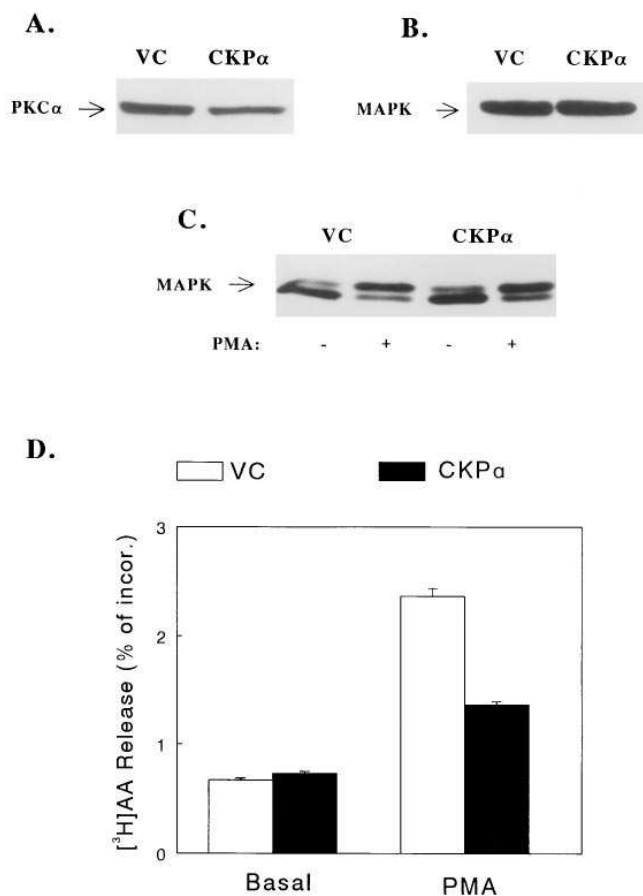 A.
VC CKPα
PKCα →
B.
VC CKPα
MAPK →
C.
VC CKPα
MAPK →
PMA: - + - +
D.
VC CKPα
3
2
1
0
[³H]AA Release (% of incor.)
Basal PMA